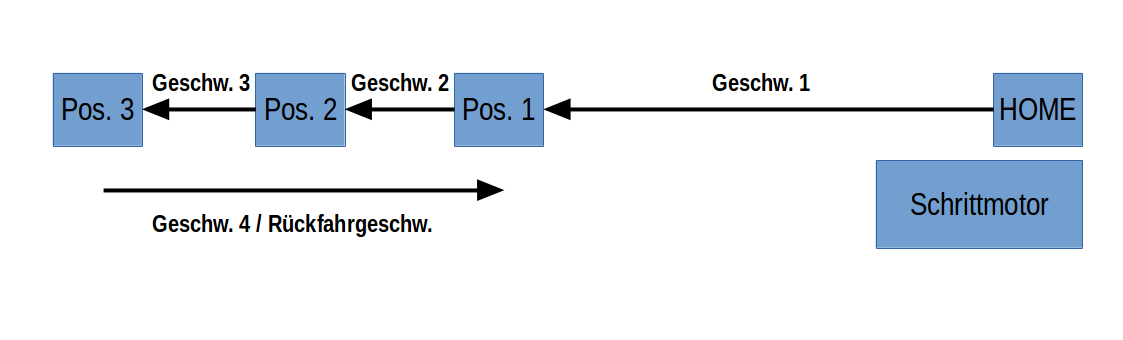 Geschw. 3
Geschw. 2
Geschw. 1
Pos. 3
Pos. 2
Pos. 1
HOME
Schrittmotor
Geschw. 4 / Rückfahrgeschw.